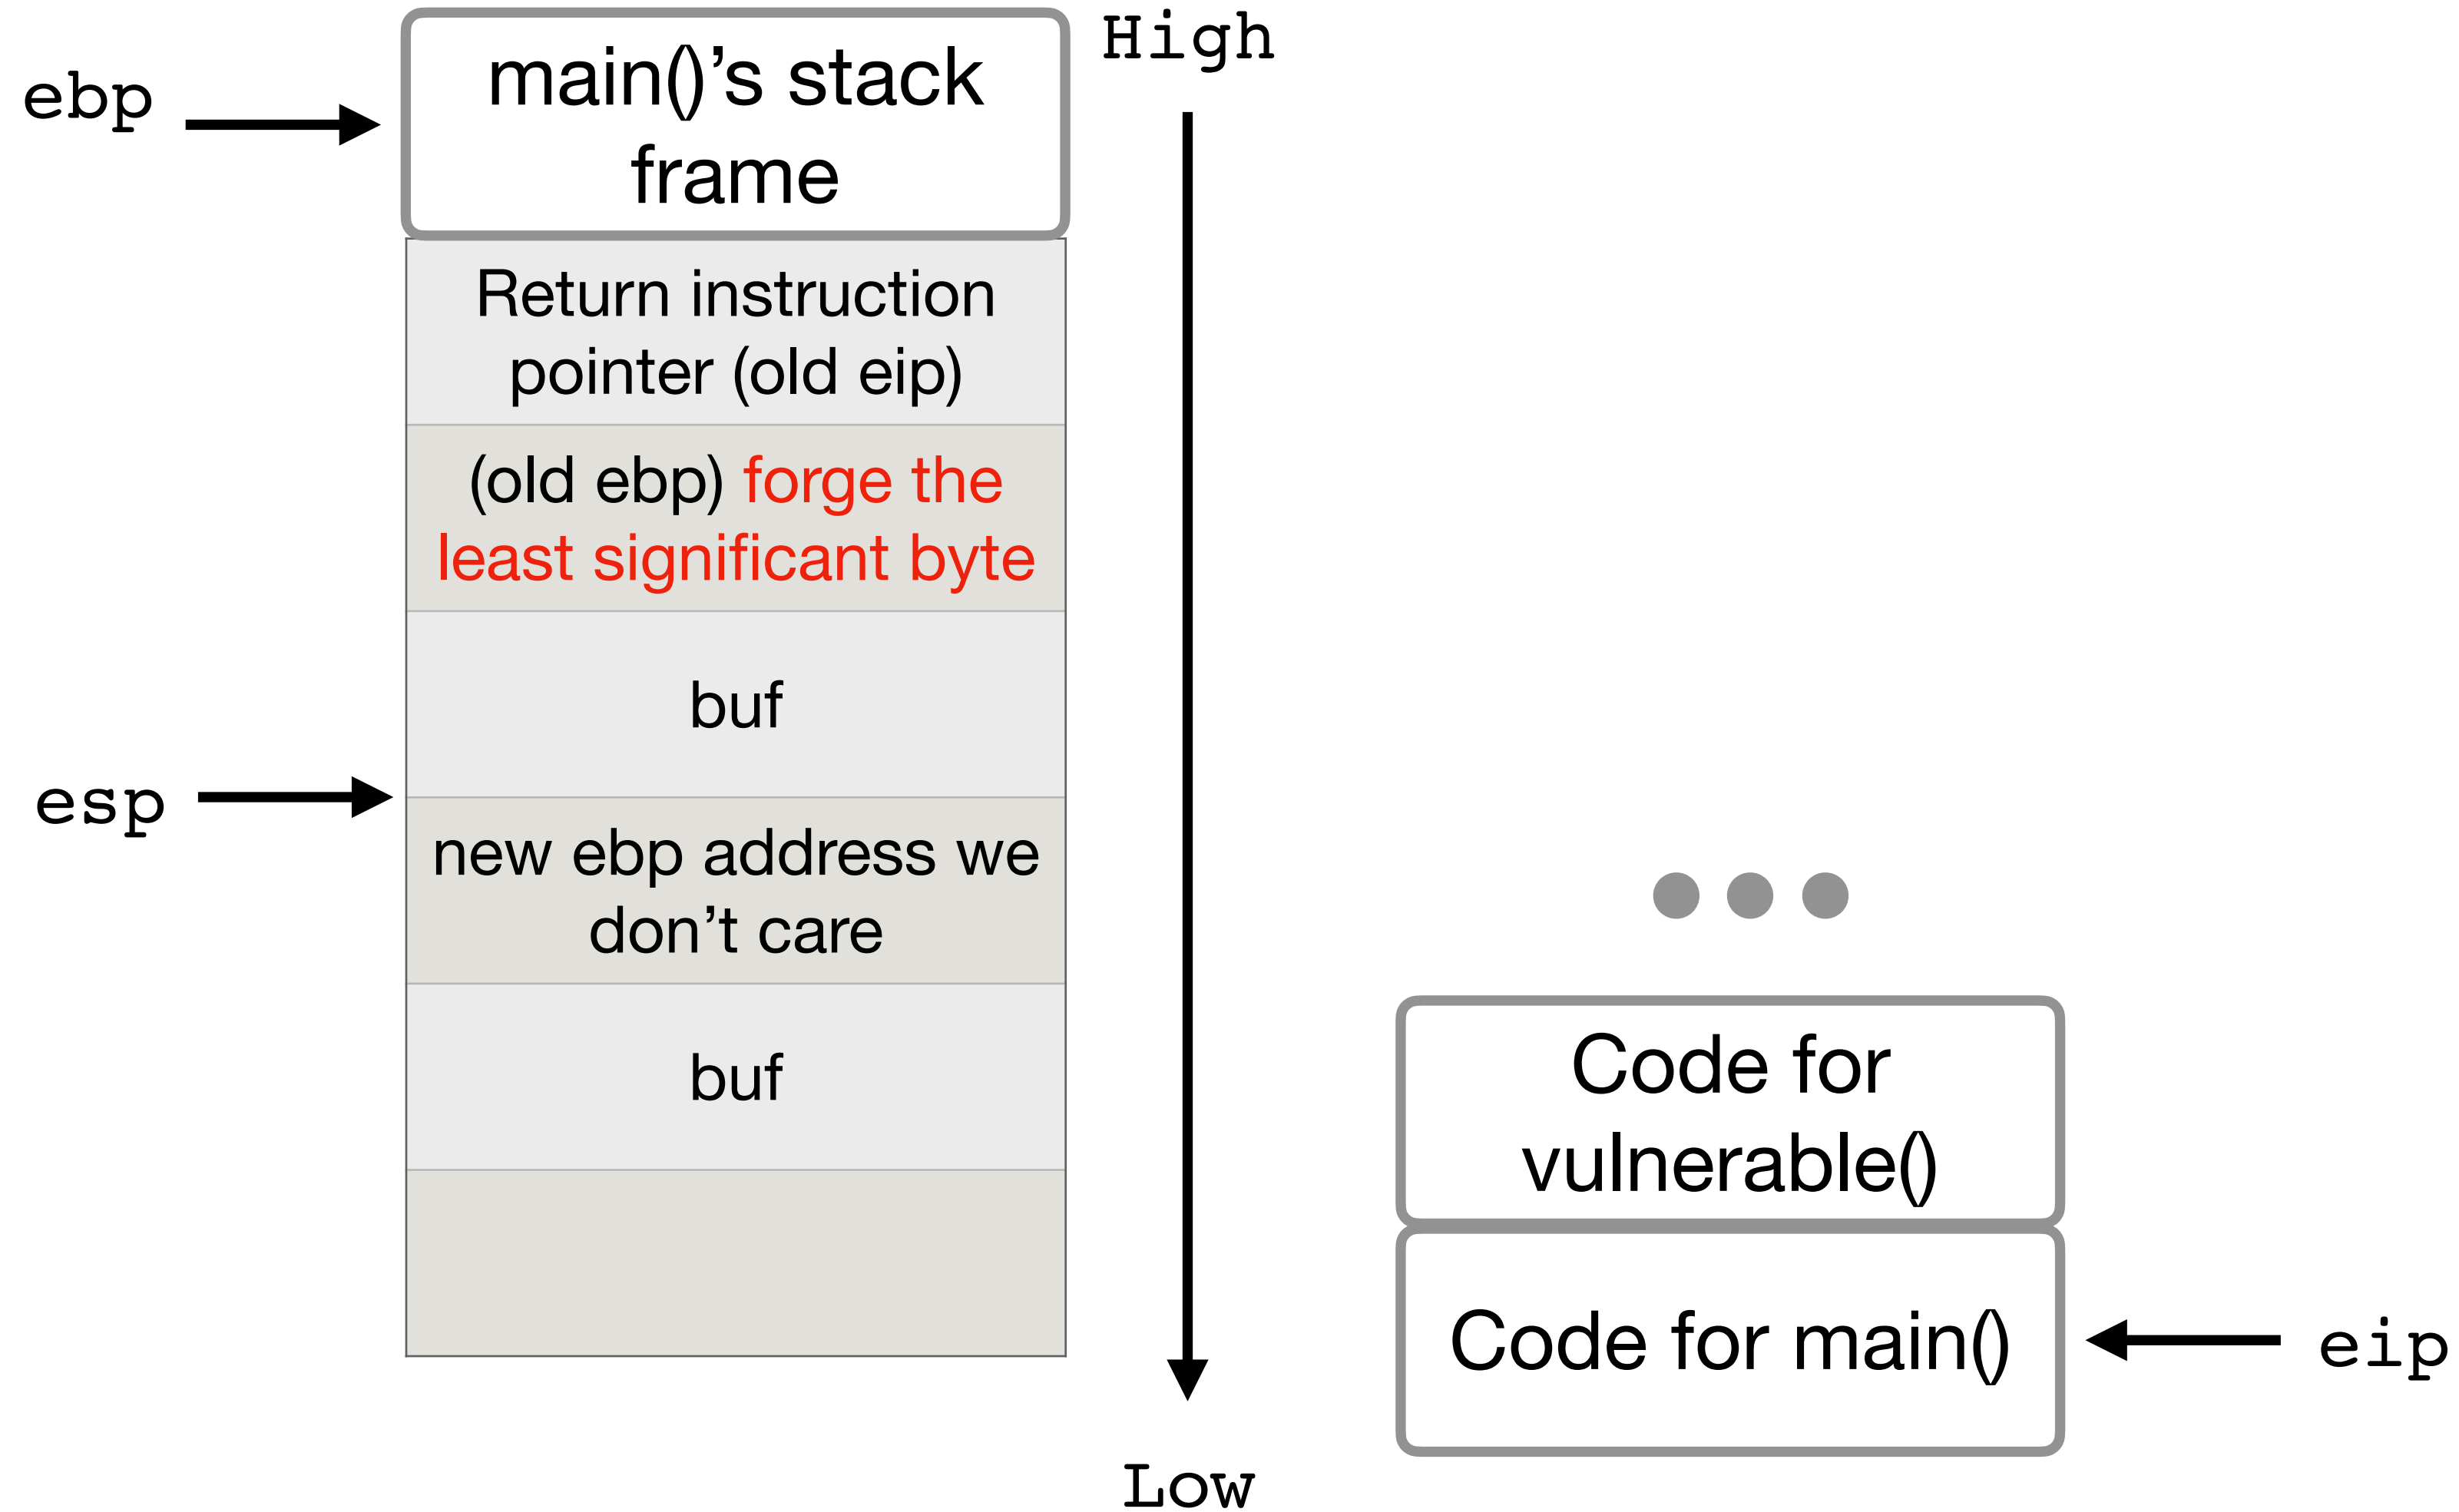 High
ebp
main()’s stack
frame
Return instruction
pointer (old eip)
(old ebp) forge the
least significant byte
buf
esp
new ebp address we
don’t care
buf
Code for
vulnerable()
Code for main()
eip
Low